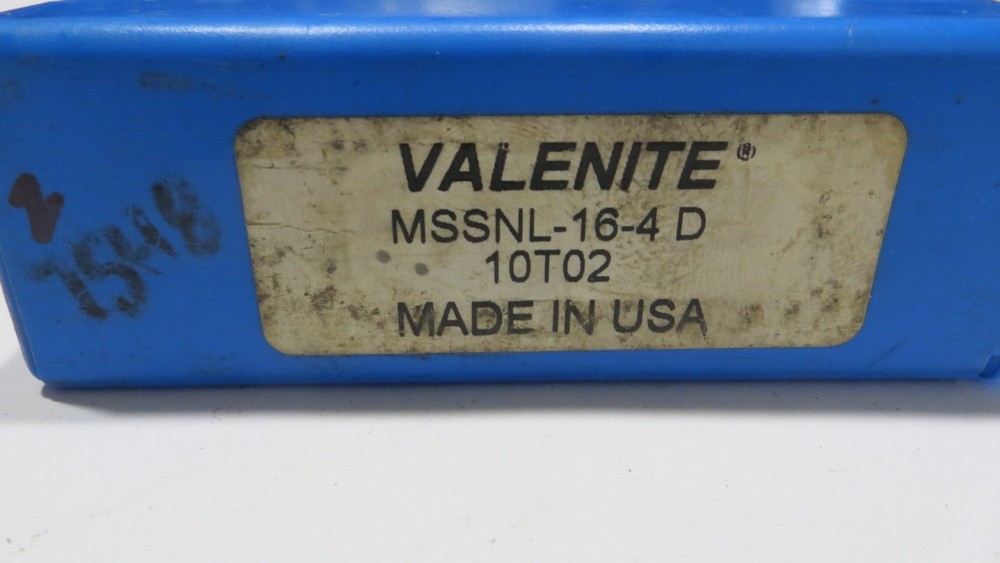 VALENITE®
MSSNL-16-4 D
10T02
MADE IN USA